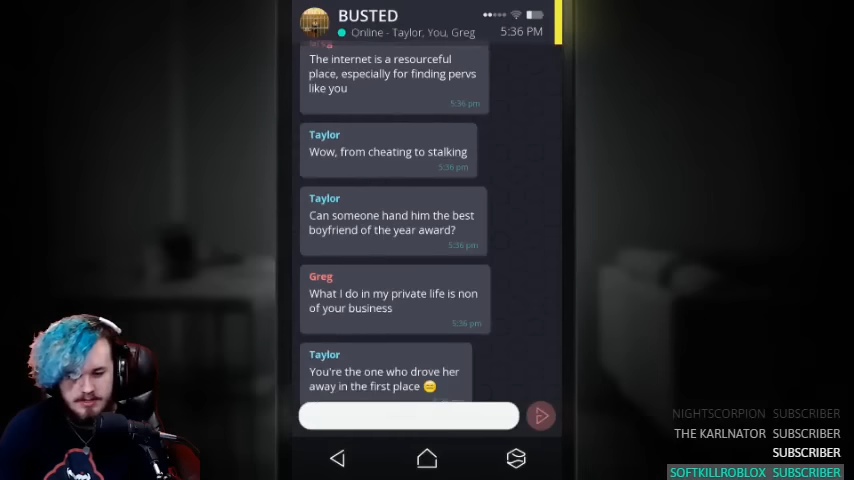 BUSTED
Online - Taylor, You, Greg
5:36 PM
Greg
The internet is a resourceful
place, especially for finding pervs
like you
5:36 pm
Taylor
Wow, from cheating to stalking
5:36 pm
Taylor
Can someone hand him the best
boyfriend of the year award?
5:36 pm
Greg
What I do in my private life is non
of your business
5:36 pm
Taylor
You're the one who drove her
away in the first place 😑
NIGHTSCORPION SUBSCRIBER
THE KARLNATOR SUBSCRIBER
SUBSCRIBER
SOFTKILLROBLOX SUBSCRIBER